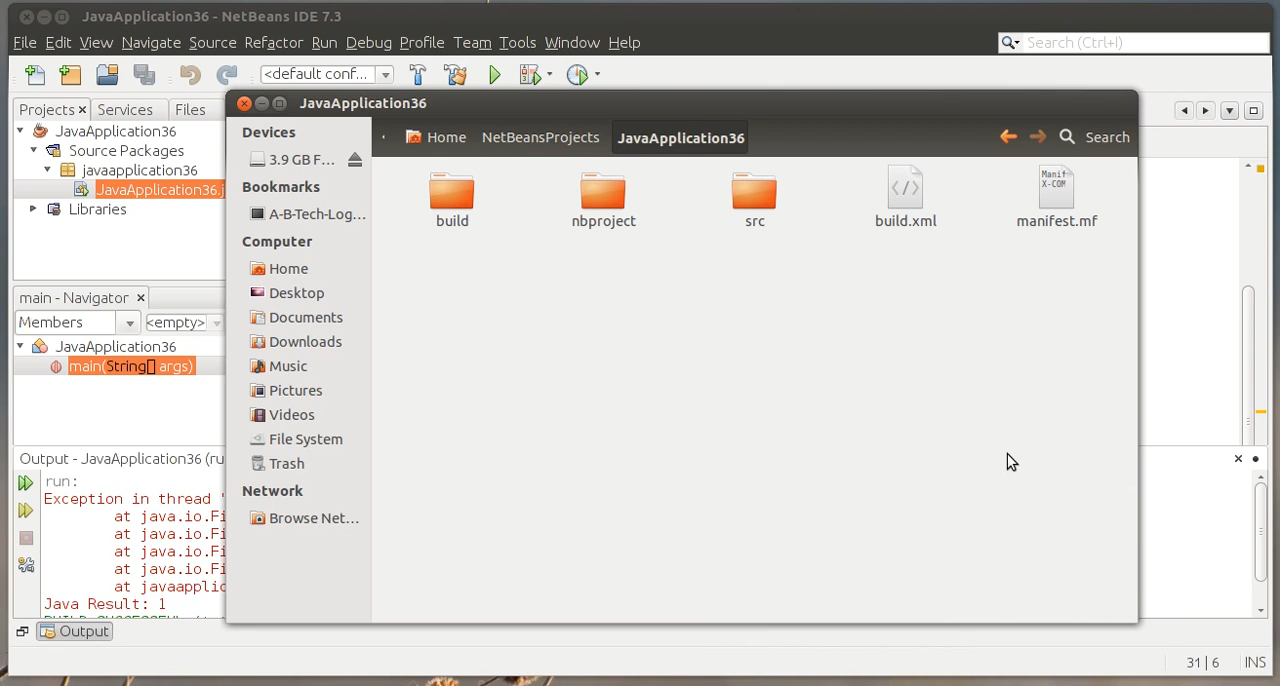 JavaApplication36 - NetBeans IDE 7.3
File Edit View Navigate Source Refactor Run Debug Profile Team Tools Window Help
Search (Ctrl+I)
<default conf...
Projects Services Files
JavaApplication36
Source Packages
javaapplication36
JavaApplication36.j
Libraries
main - Navigator
Members
<empty>
JavaApplication36
main(String[] args)
Output - JavaApplication36 (ru
run:
Exception in thread "
at java.io.Fi
at java.io.Fi
at java.io.Fi
at java.io.Fi
at javaapplic
Java Result: 1
Output
31|6 INS
JavaApplication36
Home NetBeansProjects JavaApplication36 Search
Devices
3.9 GB F...
Bookmarks
A-B-Tech-Log...
Computer
Home
Desktop
Documents
Downloads
Music
Pictures
Videos
File System
Trash
Network
Browse Net...
Manif
X-COM
build nbproject src build.xml manifest.mf